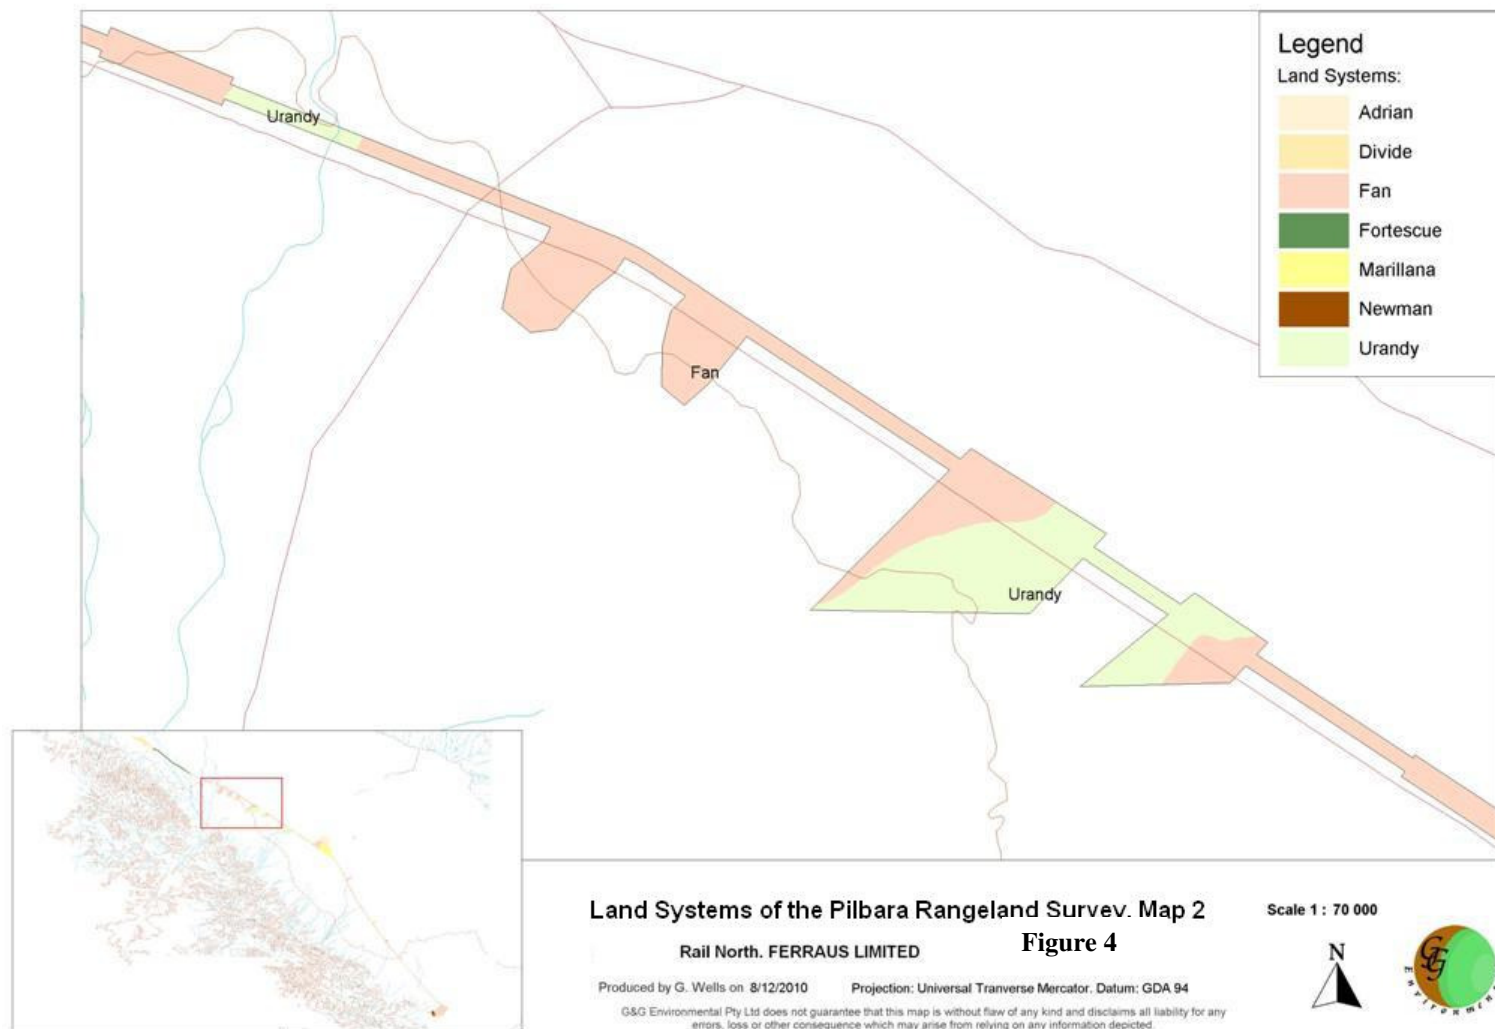 Urandy
Fan
Urandy
Legend
Land Systems:
Adrian
Divide
Fan
Fortescue
Marillana
Newman
Urandy
Land Systems of the Pilbara Rangeland Survey. Map 2
Figure 4
Rail North. FERRAUS LIMITED
Produced by G. Wells on 8/12/2010 Projection: Universal Tranverse Mercator. Datum: GDA 94
G&G Environmental Pty Ltd does not guarantee that this map is without flaw of any kind and disclaims all liability for any
errors, loss or other consequence which may arise from relying on any information depicted.
Scale 1 : 70 000
N
G&G
Environmental